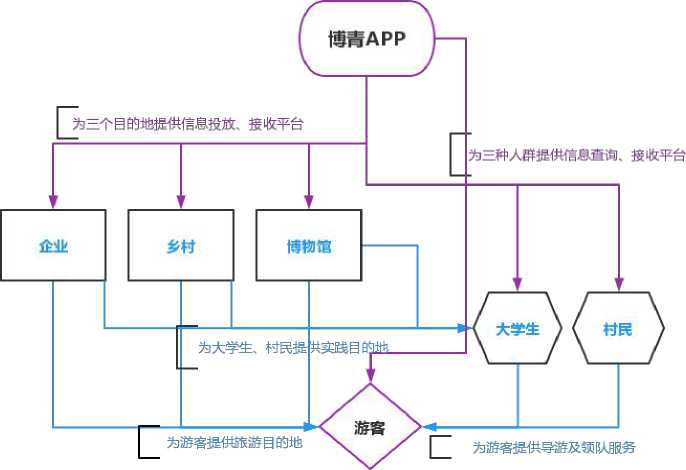 博青APP
为三个目的地提供信息投放、接收平台
为三种人群提供信息查询、接收平台
企业
乡村
博物馆
大学生
村民
为大学生、村民提供实践目的地
游客
为游客提供旅游目的地
为游客提供导游及领队服务